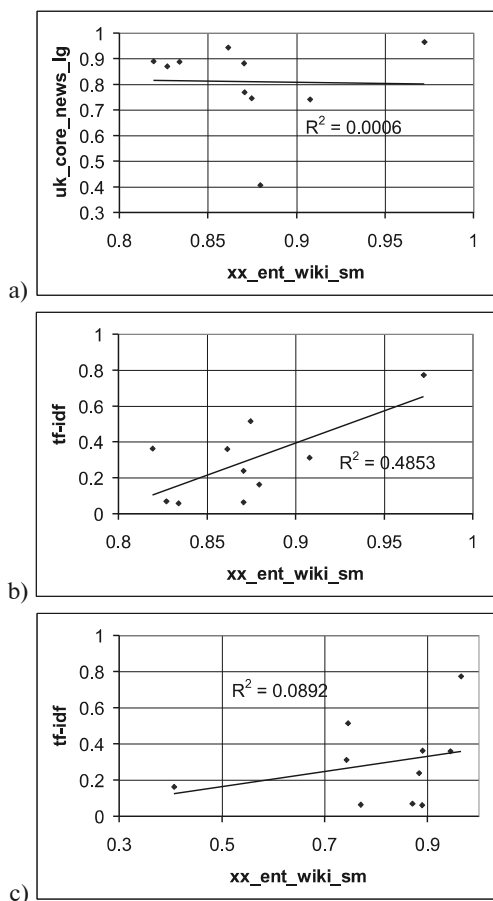 1
0.9
0.8
0.7
0.6
0.5
0.4
0.3
uk_core_news_lg
R² = 0.0006
0.8 0.85 0.9 0.95 1
xx_ent_wiki_sm
a)
1
0.8
0.6
0.4
0.2
0
tf-idf
R² = 0.4853
0.8 0.85 0.9 0.95 1
xx_ent_wiki_sm
b)
1
0.8
0.6
0.4
0.2
0
tf-idf
R² = 0.0892
0.3 0.5 0.7 0.9
xx_ent_wiki_sm
c)